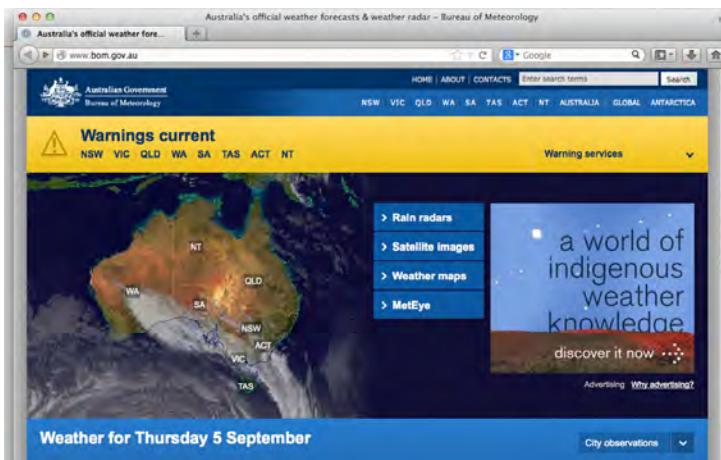 Australia's official weather forecasts & weather radar – Bureau of Meteorology
Australia's official weather fore...
www.bom.gov.au
Google
HOME | ABOUT | CONTACTS
Enter search terms
Search
Australian Government
Bureau of Meteorology
NSW VIC QLD WA SA TAS ACT NT AUSTRALIA GLOBAL ANTARCTICA
Warnings current
NSW VIC QLD WA SA TAS ACT NT
Warning services
NT
QLD
WA
SA
NSW
ACT
VIC
TAS
> Rain radars
> Satellite images
> Weather maps
> MetEye
a world of
indigenous
weather
knowledge
discover it now
Advertising Why advertising?
Weather for Thursday 5 September
City observations